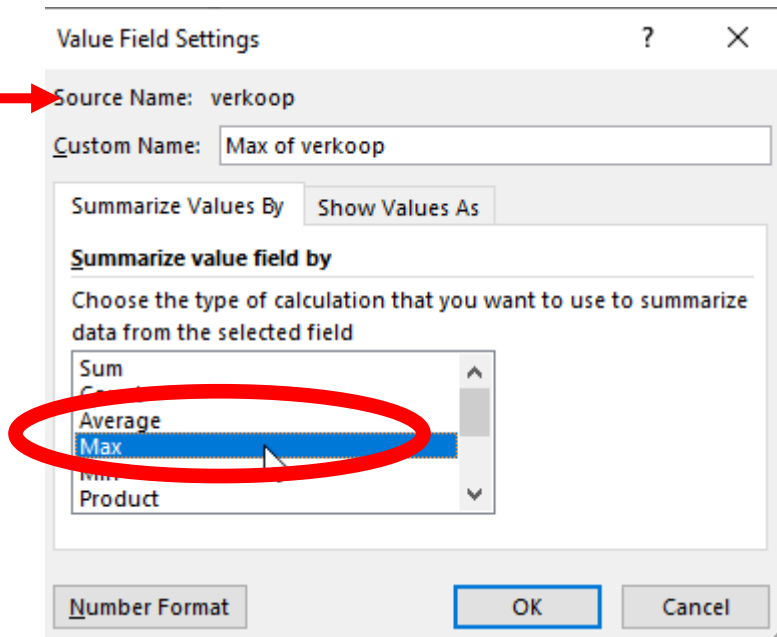 Value Field Settings ?
Source Name: verkoop
Custom Name: Max of verkoop
Summarize Values By Show Values As
Summarize value field by
Choose the type of calculation that you want to use to summarize
data from the selected field
Sum
Average
Max
Product
Number Format OK Cancel